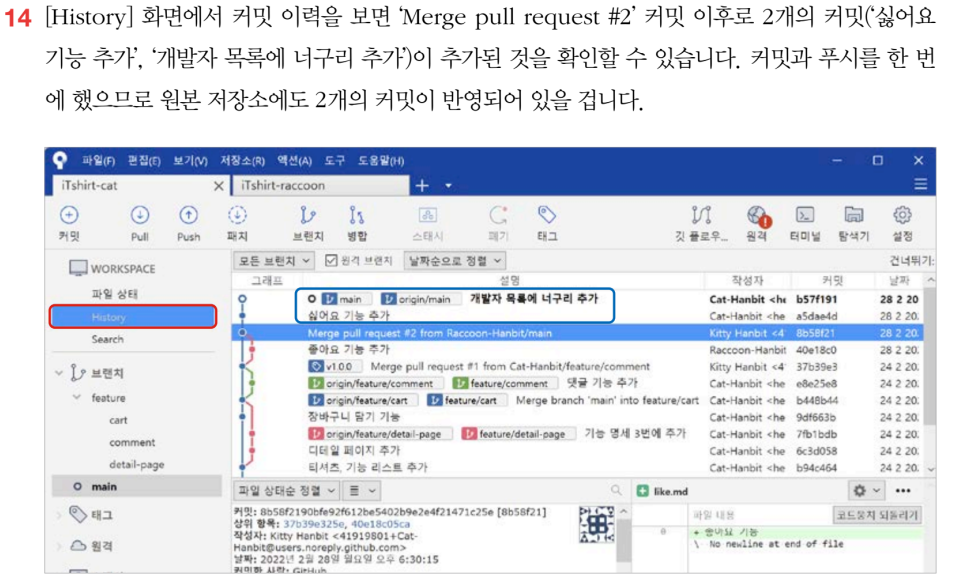 14 [History] 화면에서 커밋 이력을 보면 ‘Merge pull request #2’ 커밋 이후로 2개의 커밋(‘싫어요
기능 추가’, ‘개발자 목록에 너구리 추가’)이 추가된 것을 확인할 수 있습니다. 커밋과 푸시를 한 번
에 했으므로 원본 저장소에도 2개의 커밋이 반영되어 있을 겁니다.
파일(F) 편집(E) 보기(V) 저장소(R) 액션(A) 도구 도움말(H)
iTshirt-cat iTshirt-raccoon
커밋 Pull Push 패치 브랜치 병합 스태시 폐기 태그 깃 플로우… 원격 터미널 탐색기 설정
WORKSPACE
파일 상태
History
Search
브랜치
feature
cart
comment
detail-page
main
태그
원격
모든 브랜치 원격 브랜치 날짜순으로 정렬 건너뛰기:
그래프 설명 작성자 커밋 날짜
main origin/main 개발자 목록에 너구리 추가 Cat-Hanbit <he b57f191 28 2 20
싫어요 기능 추가 Cat-Hanbit <he a5dae4d 28 2 20.
Merge pull request #2 from Raccoon-Hanbit/main Kitty Hanbit <4 8b58f21 28 2 20.
좋아요 기능 추가 Raccoon-Hanbit 40e18c0 28 2 20.
v1.0.0 Merge pull request #1 from Cat-Hanbit/feature/comment Kitty Hanbit <4 37b39e3 24 2 20.
origin/feature/comment feature/comment 댓글 기능 추가 Cat-Hanbit <he e8e25e8 24 2 20.
origin/feature/cart feature/cart Merge branch 'main' into feature/cart Cat-Hanbit <he b448b44 24 2 20.
장바구니 담기 기능 Cat-Hanbit <he 9df663b 24 2 20.
origin/feature/detail-page feature/detail-page 기능 명세 3번에 추가 Cat-Hanbit <he 7fb1bdb 24 2 20.
디테일 페이지 추가 Cat-Hanbit <he 6c3d058 24 2 20.
티셔츠, 기능 리스트 추가 Cat-Hanbit <he b94c464 24 2 20.
파일 상태순 정렬
커밋: 8b58f2190bfe92f612be5402b9e2e4f21471c25e [8b58f21]
상위 항목: 37b39e325e, 40e18c05ca
작성자: Kitty Hanbit <41919801+Cat-
Hanbit@users.noreply.github.com>
날짜: 2022년 2월 28일 월요일 오후 6:30:15
커밋한 사람: GitHub
like.md
파일 내용 코드뭉치 되돌리기
0 + 좋아요 기능
\ No newline at end of file